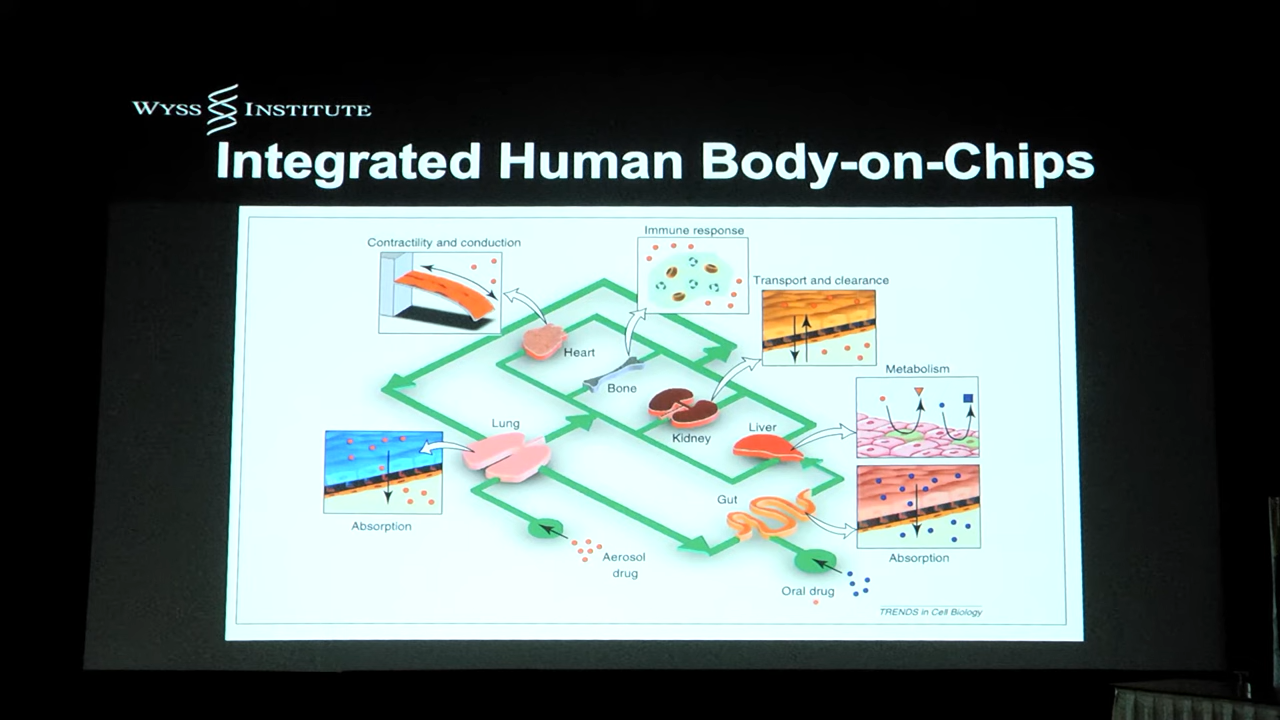 WYSS INSTITUTE
Integrated Human Body-on-Chips
Immune response
Contractility and conduction
Transport and clearance
Heart
Bone
Metabolism
Lung
Kidney
Liver
Gut
Absorption
Absorption
Aerosol
drug
Oral drug
TRENDS in Cell Biology